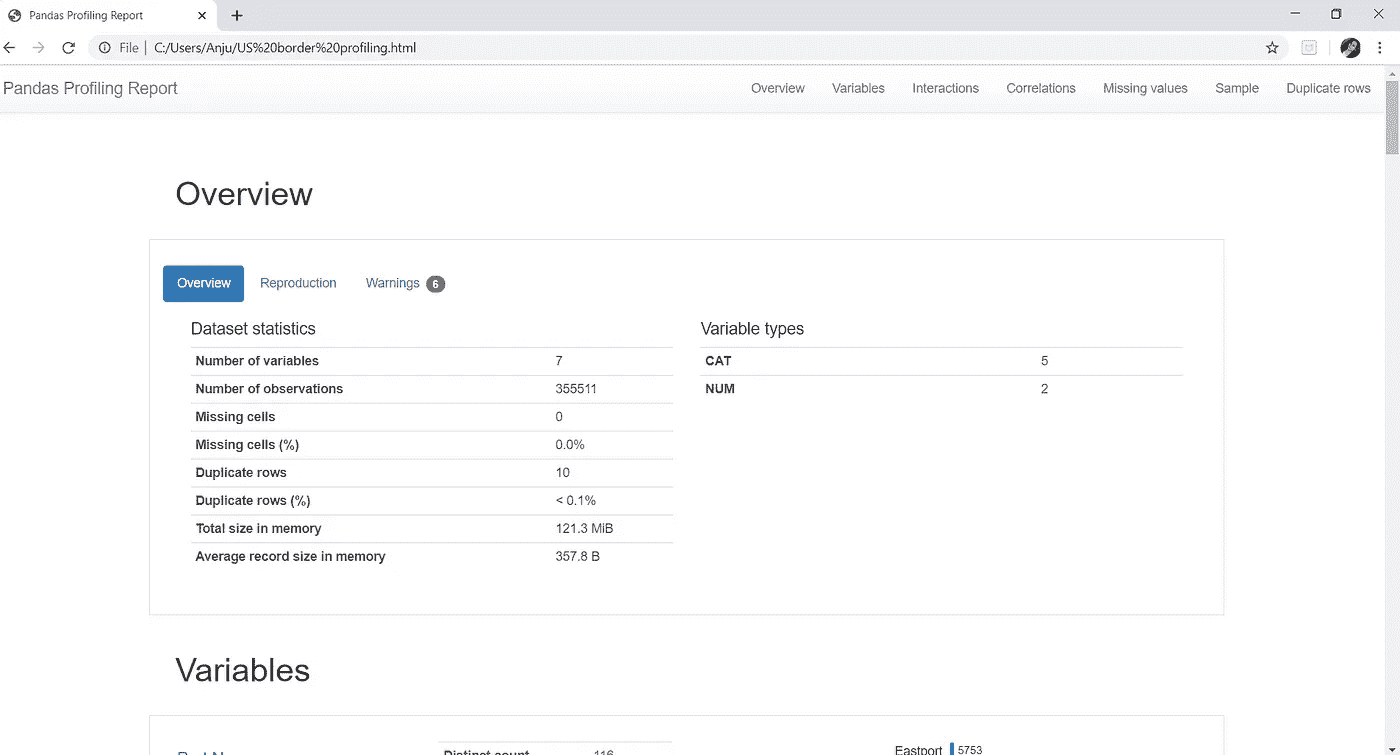 Pandas Profiling Report
File | C:/Users/Anju/US%20border%20profiling.html
Pandas Profiling Report Overview Variables Interactions Correlations Missing values Sample Duplicate rows
Overview
Overview Reproduction Warnings 6
Dataset statistics Variable types
Number of variables 7 CAT 5
Number of observations 355511 NUM 2
Missing cells 0
Missing cells (%) 0.0%
Duplicate rows 10
Duplicate rows (%) < 0.1%
Total size in memory 121.3 MiB
Average record size in memory 357.8 B
Variables
Distinct count 116 Eastport 5753